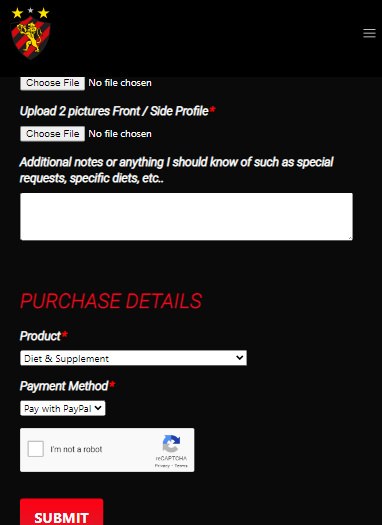 Choose File No file chosen
Upload 2 pictures Front / Side Profile*
Choose File No file chosen
Additional notes or anything I should know of such as special
requests, specific diets, etc..
PURCHASE DETAILS
Product*
Diet & Supplement
Payment Method*
Pay with PayPal
I'm not a robot
reCAPTCHA
Privacy - Terms
SUBMIT